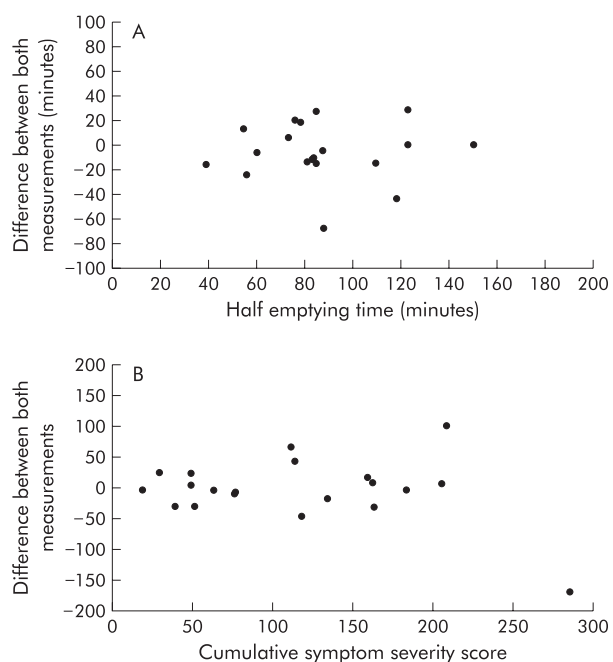 A
Difference between both
measurements (minutes)
100
80
60
40
20
0
−20
−40
−60
−80
−100
0 20 40 60 80 100 120 140 160 180 200
Half emptying time (minutes)
B
Difference between both
measurements
200
150
100
50
0
−50
−100
−150
−200
0 50 100 150 200 250 300
Cumulative symptom severity score